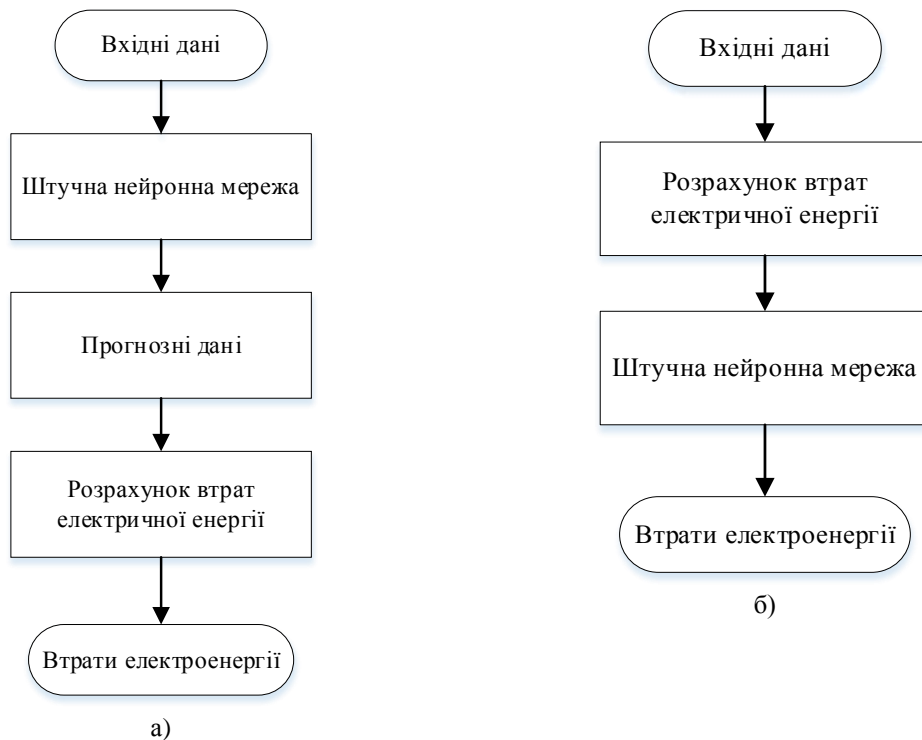 Вхідні дані
Штучна нейронна мережа
Прогнозні дані
Розрахунок втрат
електричної енергії
Втрати електроенергії
а)
Вхідні дані
Розрахунок втрат
електричної енергії
Штучна нейронна мережа
Втрати електроенергії
б)